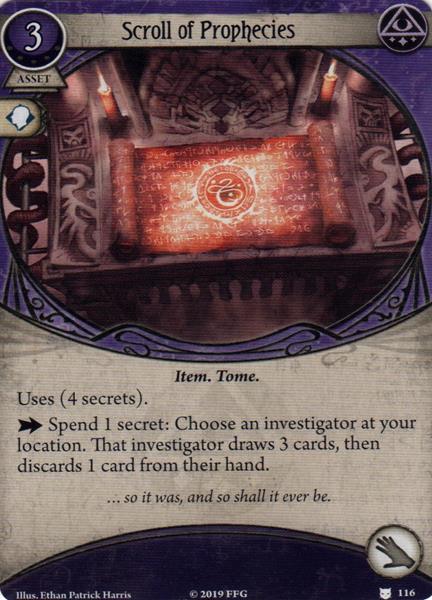 3
Scroll of Prophecies
ASSET
Item. Tome.
Uses (4 secrets).
Spend 1 secret: Choose an investigator at your
location. That investigator draws 3 cards, then
discards 1 card from their hand.
... so it was, and so shall it ever be.
Illus. Ethan Patrick Harris
© 2019 FFG
116